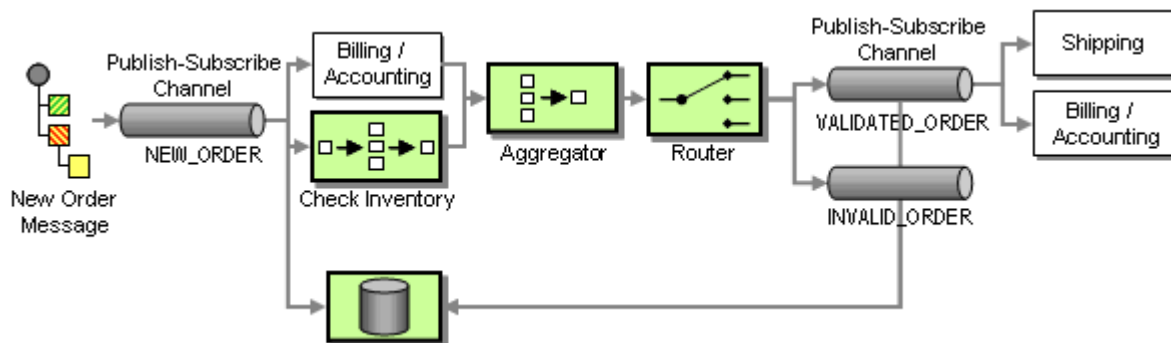 Publish-Subscribe
Channel
NEW_ORDER
New Order
Message
Billing /
Accounting
Check Inventory
Aggregator
Router
Publish-Subscribe
Channel
VALIDATED_ORDER
INVALID_ORDER
Shipping
Billing /
Accounting